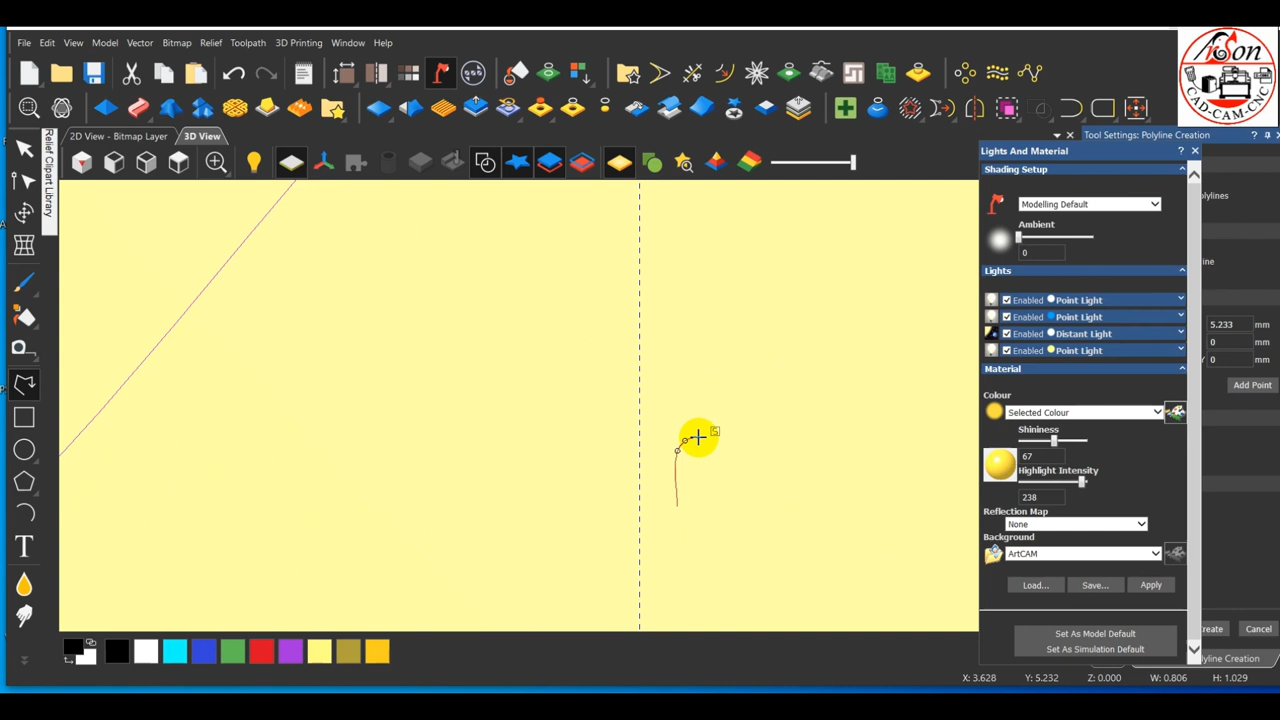 File Edit View Model Vector Bitmap Relief Toolpath 3D Printing Window Help
CAD-CAM-CNC
2D View - Bitmap Layer 3D View
Tool Settings: Polyline Creation
Relief Clipart Library
Lights And Material
Shading Setup
Modelling Default
Ambient
0
Lights
Enabled Point Light
Enabled Point Light
Enabled Distant Light
Enabled Point Light
Material
Colour
Selected Colour
Shininess
67
Highlight Intensity
238
Reflection Map
None
Background
ArtCAM
Load... Save... Apply
Set As Model Default
Set As Simulation Default
olylines
ine
5.233 mm
0 mm
Y 0 mm
Add Point
reate Cancel
olyline Creation
S
T
X: 3.628 Y: 5.232 Z: 0.000 W: 0.806 H: 1.029